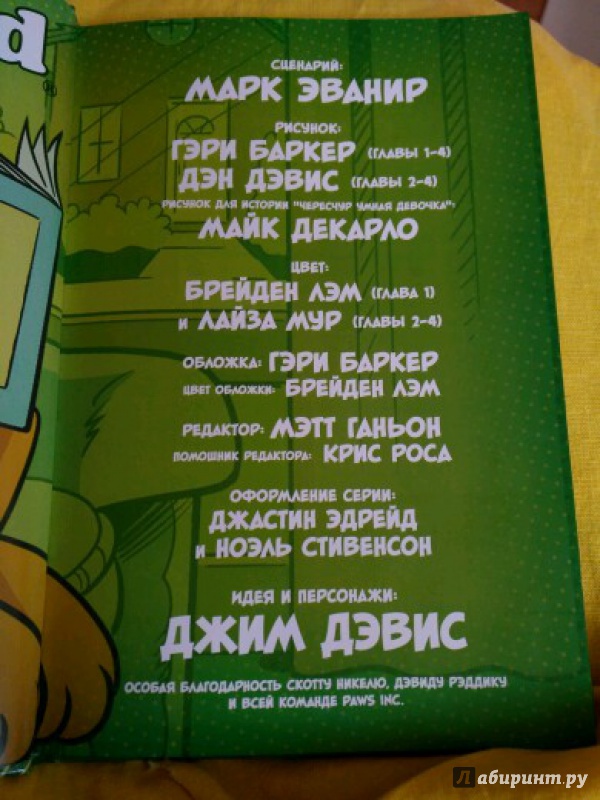 d
®
СЦЕНАРИЙ:
МАРК ЭВАНИР
РИСУНОК:
ГЭРИ БАРКЕР (ГЛАВЫ 1-4)
ДЭН ДЭВИС (ГЛАВЫ 2-4)
РИСУНОК ДЛЯ ИСТОРИИ "ЧЕРЕСЧУР УМНАЯ ДЕВОЧКА":
МАЙК ДЕКАРЛО
ЦВЕТ:
БРЕЙДЕН ЛЭМ (ГЛАВА 1)
И ЛАЙЗА МУР (ГЛАВЫ 2-4)
ОБЛОЖКА: ГЭРИ БАРКЕР
ЦВЕТ ОБЛОЖКИ: БРЕЙДЕН ЛЭМ
РЕДАКТОР: МЭТТ ГАНЬОН
ПОМОШНИК РЕДАКТОРА: КРИС РОСА
ОФОРМЛЕНИЕ СЕРИИ:
ДЖАСТИН ЭДРЕЙД
И НОЭЛЬ СТИВЕНСОН
ИДЕЯ И ПЕРСОНАЖИ:
ДЖИМ ДЭВИС
ОСОБАЯ БЛАГОДАРНОСТЬ СКОТТУ НИКЕЛЮ, ДЭВИДУ РЭДДИКУ
И ВСЕЙ КОМАНДЕ PAWS INC.
лабиринт.ру